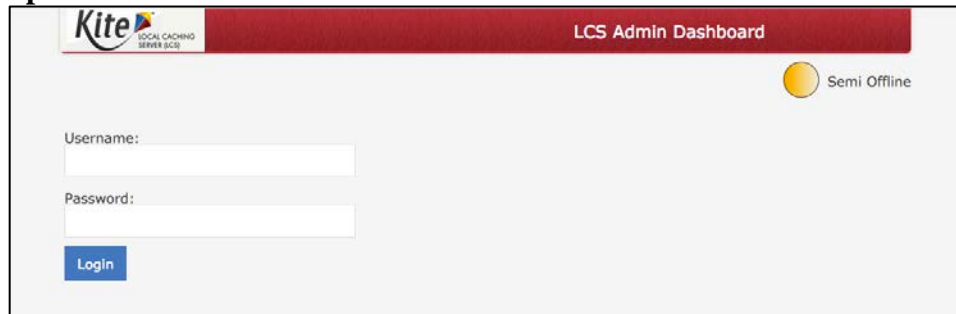 Kite
LOCAL CACHING
SERVER (LCS)
LCS Admin Dashboard
Semi Offline
Username:
Password:
Login